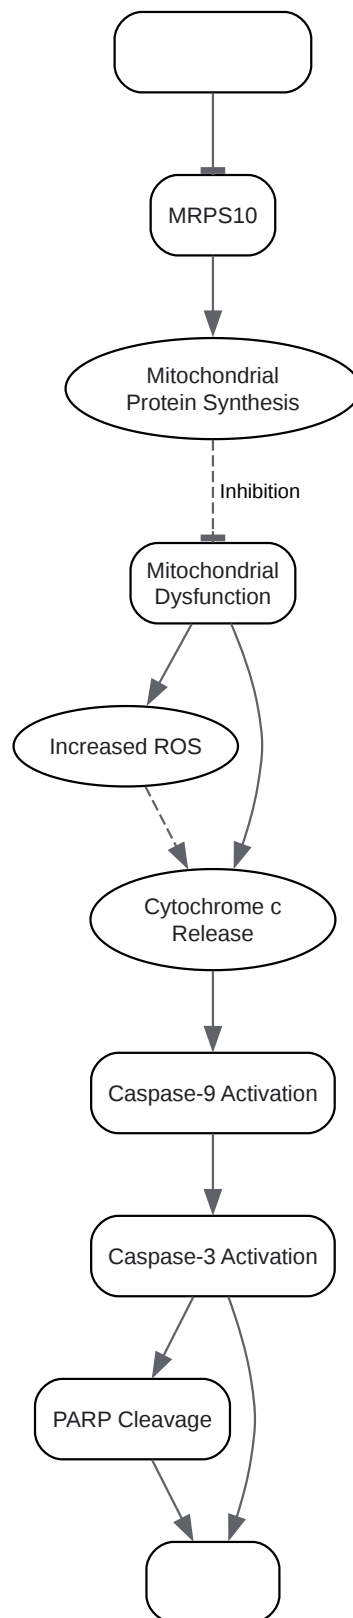 MRPS10
Mitochondrial
Protein Synthesis
Inhibition
Mitochondrial
Dysfunction
Increased ROS
Cytochrome c
Release
Caspase-9 Activation
Caspase-3 Activation
PARP Cleavage